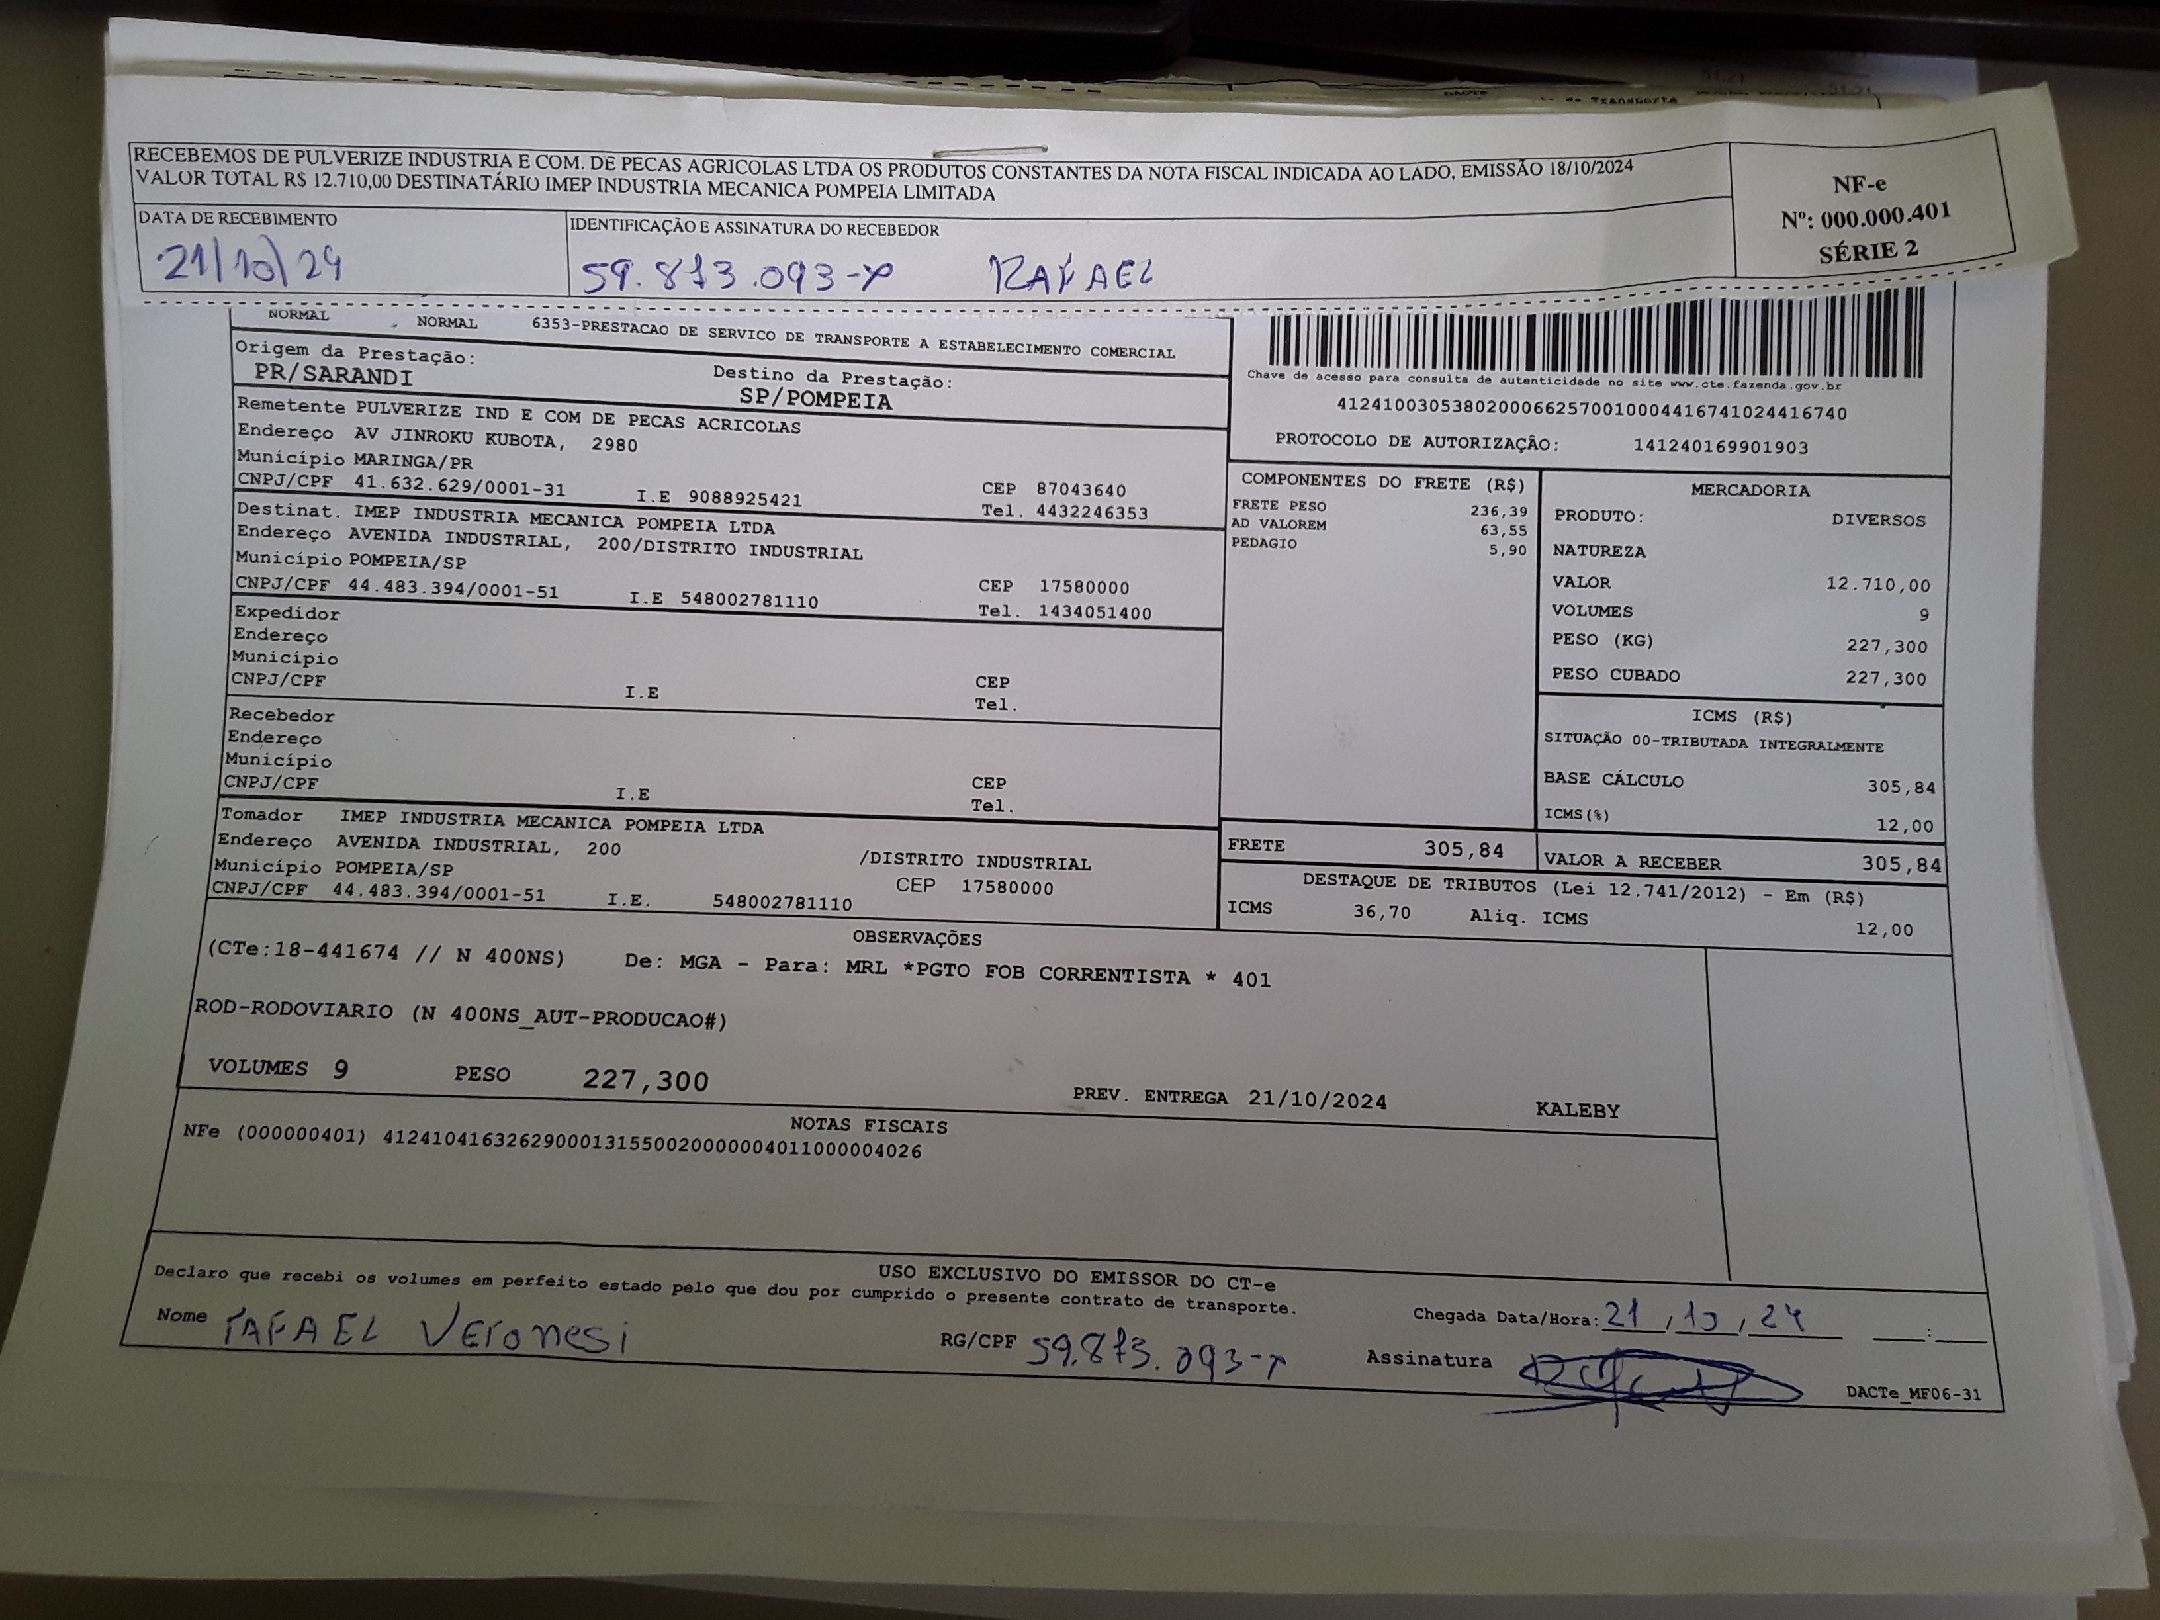 RECEBEMOS DE PULVERIZE INDUSTRIA E COM. DE PECAS AGRICOLAS LTDA OS PRODUTOS CONSTANTES DA NOTA FISCAL INDICADA AO LADO, EMISSÃO 18/10/2024
VALOR TOTAL R$ 12.710,00 DESTINATÁRIO IMEP INDUSTRIA MECANICA POMPEIA LIMITADA
NF-e
Nº: 000.000.401
SÉRIE 2
DATA DE RECEBIMENTO
21/10/24
IDENTIFICAÇÃO E ASSINATURA DO RECEBEDOR
59.873.093-x RAFAEL
NORMAL NORMAL 6353-PRESTACAO DE SERVICO DE TRANSPORTE A ESTABELECIMENTO COMERCIAL
Origem da Prestação:
PR/SARANDI
Destino da Prestação:
SP/POMPEIA
Chave de acesso para consulta de autenticidade no site www.cte.fazenda.gov.br
41241003053802000662570010004416741024416740
PROTOCOLO DE AUTORIZAÇÃO: 141240169901903
Remetente PULVERIZE IND E COM DE PECAS ACRICOLAS
Endereço AV JINROKU KUBOTA, 2980
Município MARINGA/PR
CNPJ/CPF 41.632.629/0001-31 I.E 9088925421
CEP 87043640
Tel. 4432246353
Destinat. IMEP INDUSTRIA MECANICA POMPEIA LTDA
Endereço AVENIDA INDUSTRIAL, 200/DISTRITO INDUSTRIAL
Município POMPEIA/SP
CNPJ/CPF 44.483.394/0001-51 I.E 548002781110
CEP 17580000
Tel. 1434051400
Expedidor
Endereço
Município
CNPJ/CPF I.E
CEP
Tel.
Recebedor
Endereço
Município
CNPJ/CPF I.E
CEP
Tel.
Tomador IMEP INDUSTRIA MECANICA POMPEIA LTDA
Endereço AVENIDA INDUSTRIAL, 200 /DISTRITO INDUSTRIAL
Município POMPEIA/SP CEP 17580000
CNPJ/CPF 44.483.394/0001-51 I.E. 548002781110
COMPONENTES DO FRETE (R$)
FRETE PESO 236,39
AD VALOREM 63,55
PEDAGIO 5,90
MERCADORIA
PRODUTO: DIVERSOS
NATUREZA
VALOR 12.710,00
VOLUMES 9
PESO (KG) 227,300
PESO CUBADO 227,300
ICMS (R$)
SITUAÇÃO 00-TRIBUTADA INTEGRALMENTE
BASE CÁLCULO 305,84
ICMS(%) 12,00
FRETE 305,84 VALOR A RECEBER 305,84
DESTAQUE DE TRIBUTOS (Lei 12.741/2012) - Em (R$)
ICMS 36,70 Aliq. ICMS 12,00
OBSERVAÇÕES
(CTe:18-441674 // N 400NS) De: MGA - Para: MRL *PGTO FOB CORRENTISTA * 401
ROD-RODOVIARIO (N 400NS_AUT-PRODUCAO#)
VOLUMES 9 PESO 227,300 PREV. ENTREGA 21/10/2024 KALEBY
NOTAS FISCAIS
NFe (000000401) 41241041632629000131550020000004011000004026
USO EXCLUSIVO DO EMISSOR DO CT-e
Declaro que recebi os volumes em perfeito estado pelo que dou por cumprido o presente contrato de transporte.
Nome RAFAEL Veronesi RG/CPF 59.873.093-x
Chegada Data/Hora: 21, 10, 24 :
Assinatura
DACTe_MF06-31